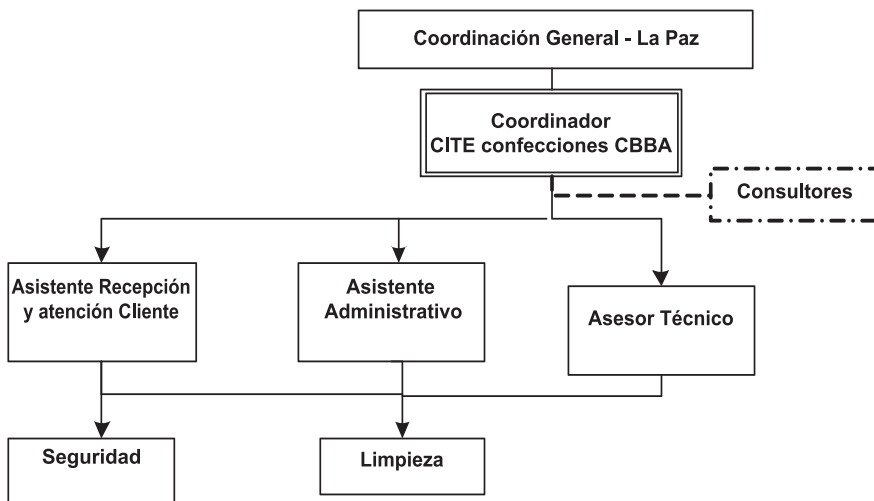 Coordinación General - La Paz
Coordinador
CITE confecciones CBBA
Consultores
Asistente Recepción
y atención Cliente
Asistente
Administrativo
Asesor Técnico
Seguridad
Limpieza